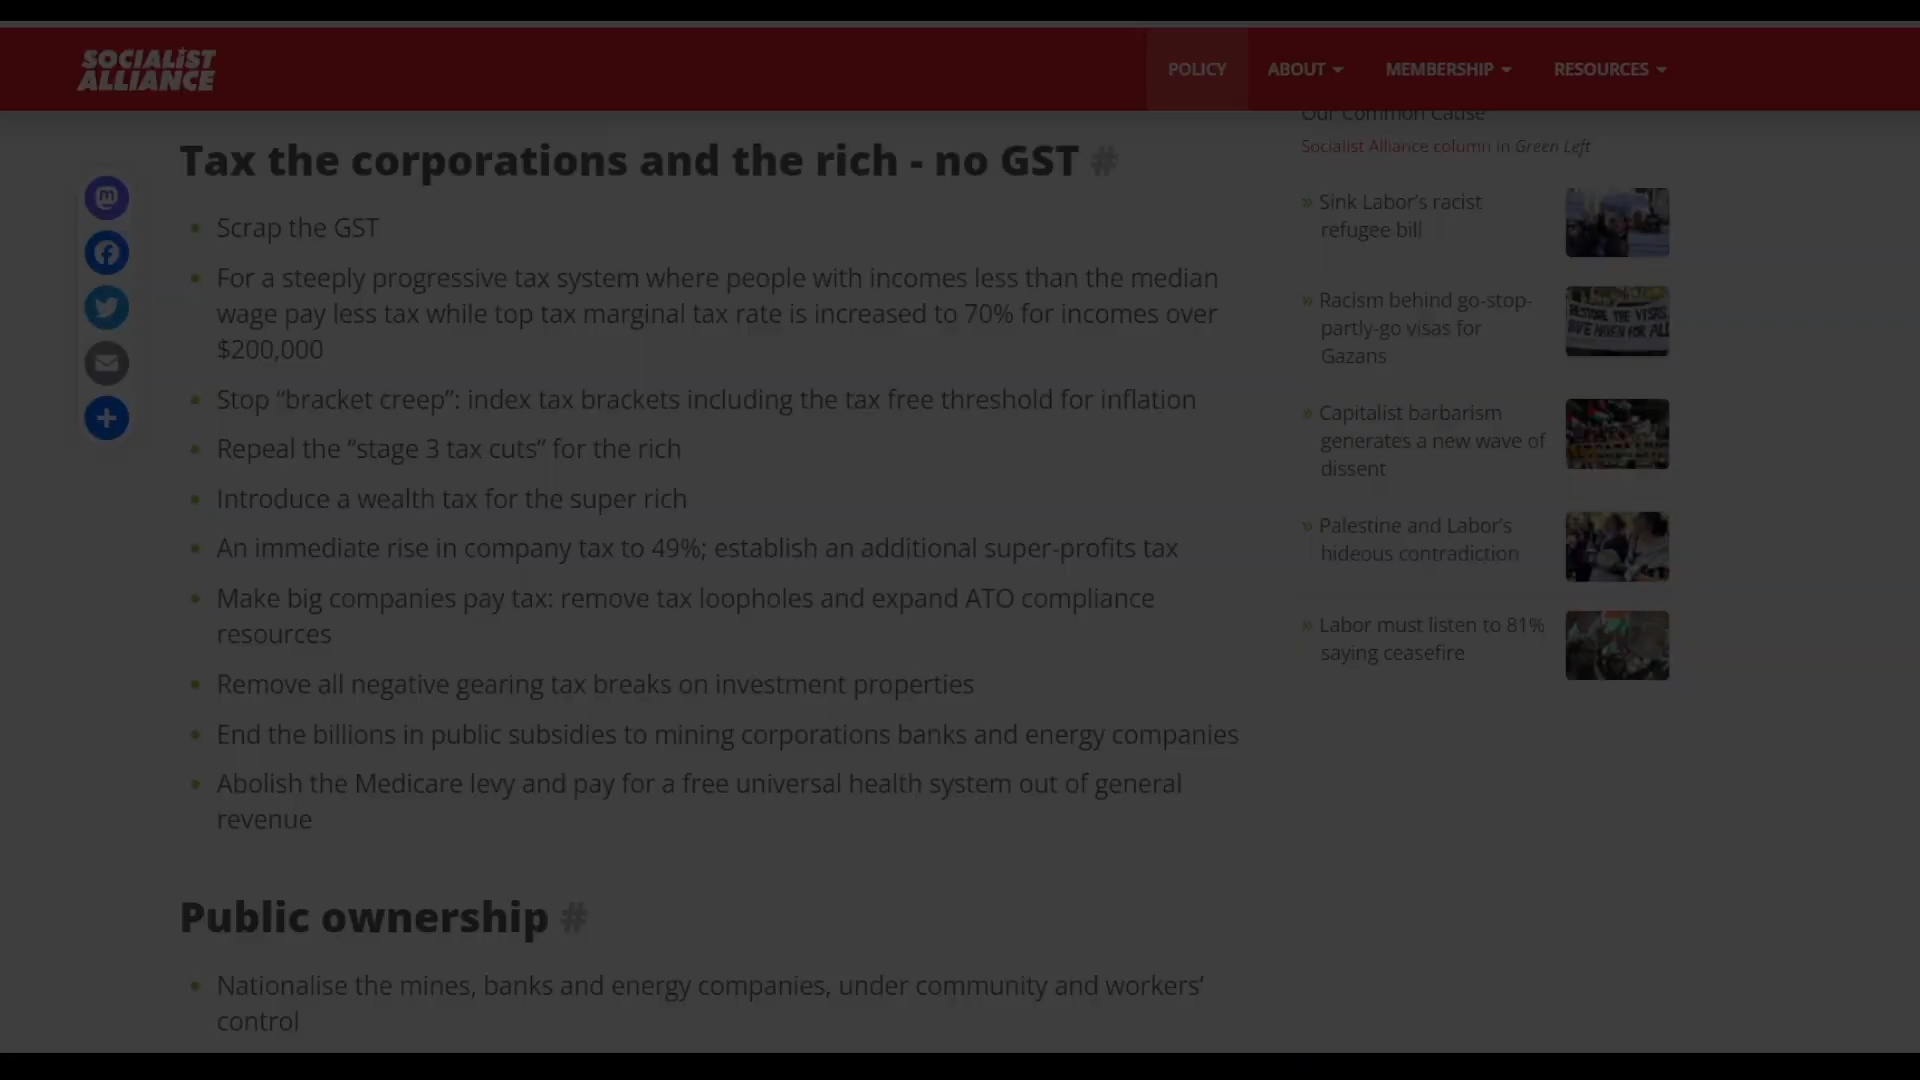 SOCIALIST
ALLIANCE
POLICY
ABOUT
MEMBERSHIP
RESOURCES
Tax the corporations and the rich - no GST #
• Scrap the GST
• For a steeply progressive tax system where people with incomes less than the median
wage pay less tax while top tax marginal tax rate is increased to 70% for incomes over
$200,000
• Stop “bracket creep”: index tax brackets including the tax free threshold for inflation
• Repeal the “stage 3 tax cuts” for the rich
• Introduce a wealth tax for the super rich
• An immediate rise in company tax to 49%; establish an additional super-profits tax
• Make big companies pay tax: remove tax loopholes and expand ATO compliance
resources
• Remove all negative gearing tax breaks on investment properties
• End the billions in public subsidies to mining corporations banks and energy companies
• Abolish the Medicare levy and pay for a free universal health system out of general
revenue
Public ownership #
• Nationalise the mines, banks and energy companies, under community and workers’
control
Our Common Cause
Socialist Alliance column in Green Left
» Sink Labor’s racist
refugee bill
» Racism behind go-stop-
partly-go visas for
Gazans
RESTORE THE VISAS
SAFE HAVEN FOR ALL
» Capitalist barbarism
generates a new wave of
dissent
» Palestine and Labor’s
hideous contradiction
» Labor must listen to 81%
saying ceasefire